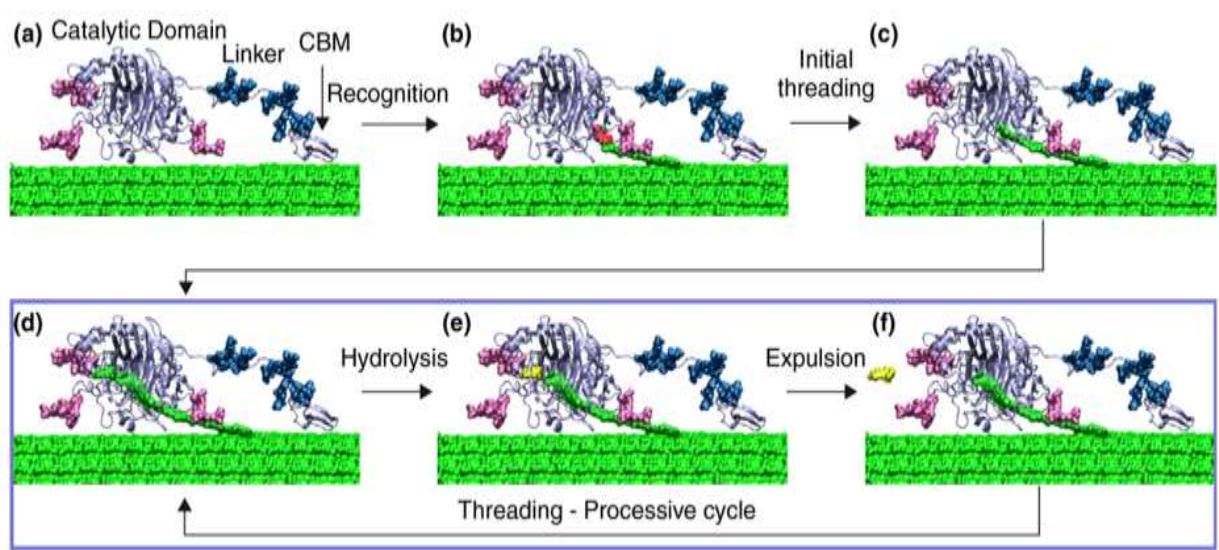 (a) Catalytic Domain
Linker
CBM
Recognition
(b)
Initial
threading
(c)
(d)
Hydrolysis
(e)
Expulsion
(f)
Threading - Processive cycle